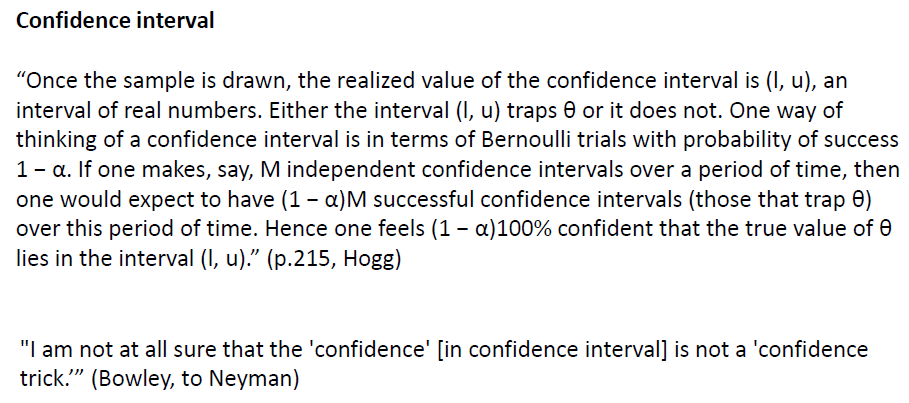 Confidence interval
“Once the sample is drawn, the realized value of the confidence interval is (l, u), an
interval of real numbers. Either the interval (l, u) traps θ or it does not. One way of
thinking of a confidence interval is in terms of Bernoulli trials with probability of success
1 − α. If one makes, say, M independent confidence intervals over a period of time, then
one would expect to have (1 − α)M successful confidence intervals (those that trap θ)
over this period of time. Hence one feels (1 − α)100% confident that the true value of θ
lies in the interval (l, u).” (p.215, Hogg)
"I am not at all sure that the 'confidence' [in confidence interval] is not a 'confidence
trick.’” (Bowley, to Neyman)